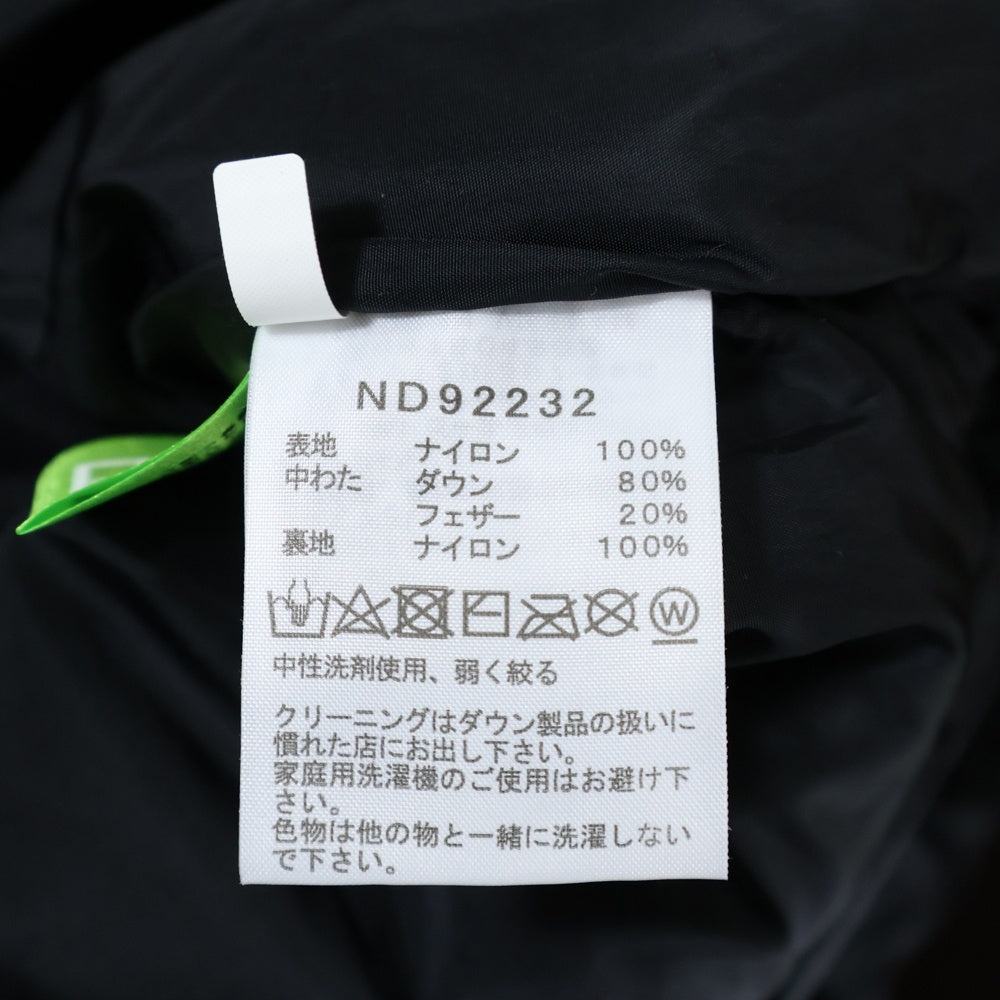 ND92232
表地 ナイロン 100%
中わた ダウン 80%
フェザー 20%
裏地 ナイロン 100%
W
中性洗剤使用、弱く絞る
クリーニングはダウン製品の扱いに
慣れた店にお出し下さい。
家庭用洗濯機のご使用はお避け下
さい。
色物は他の物と一緒に洗濯しない
で下さい。